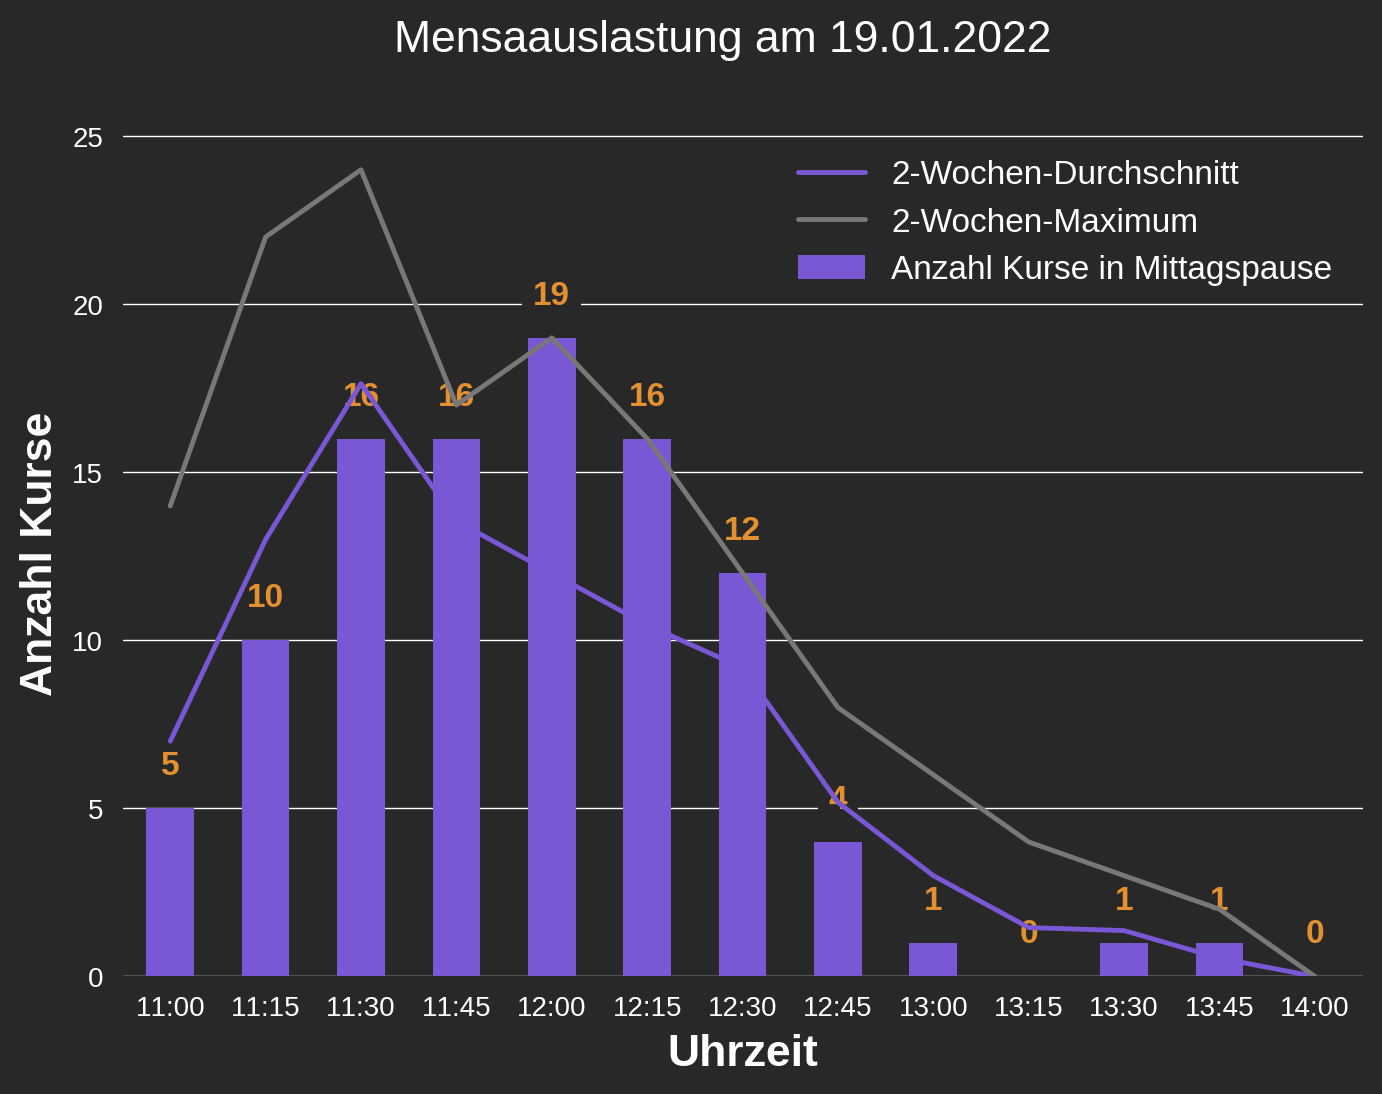 Mensaauslastung am 19.01.2022
25
20
15
10
5
0
Anzahl Kurse
2-Wochen-Durchschnitt
2-Wochen-Maximum
Anzahl Kurse in Mittagspause
5
10
16
16
19
16
12
4
1
0
1
1
0
11:00 11:15 11:30 11:45 12:00 12:15 12:30 12:45 13:00 13:15 13:30 13:45 14:00
Uhrzeit